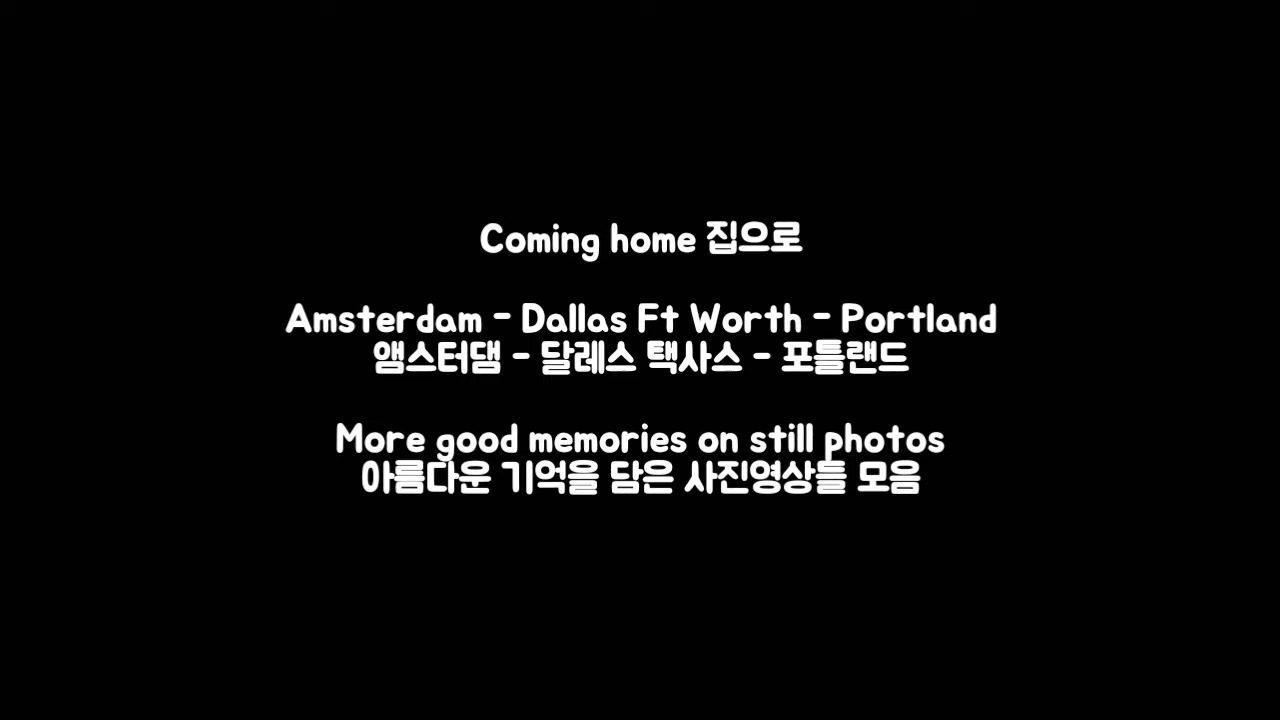 Coming home 집으로
Amsterdam - Dallas Ft Worth - Portland
앰스터댐 - 달레스 택사스 - 포틀랜드
More good memories on still photos
아름다운 기억을 담은 사진영상들 모음